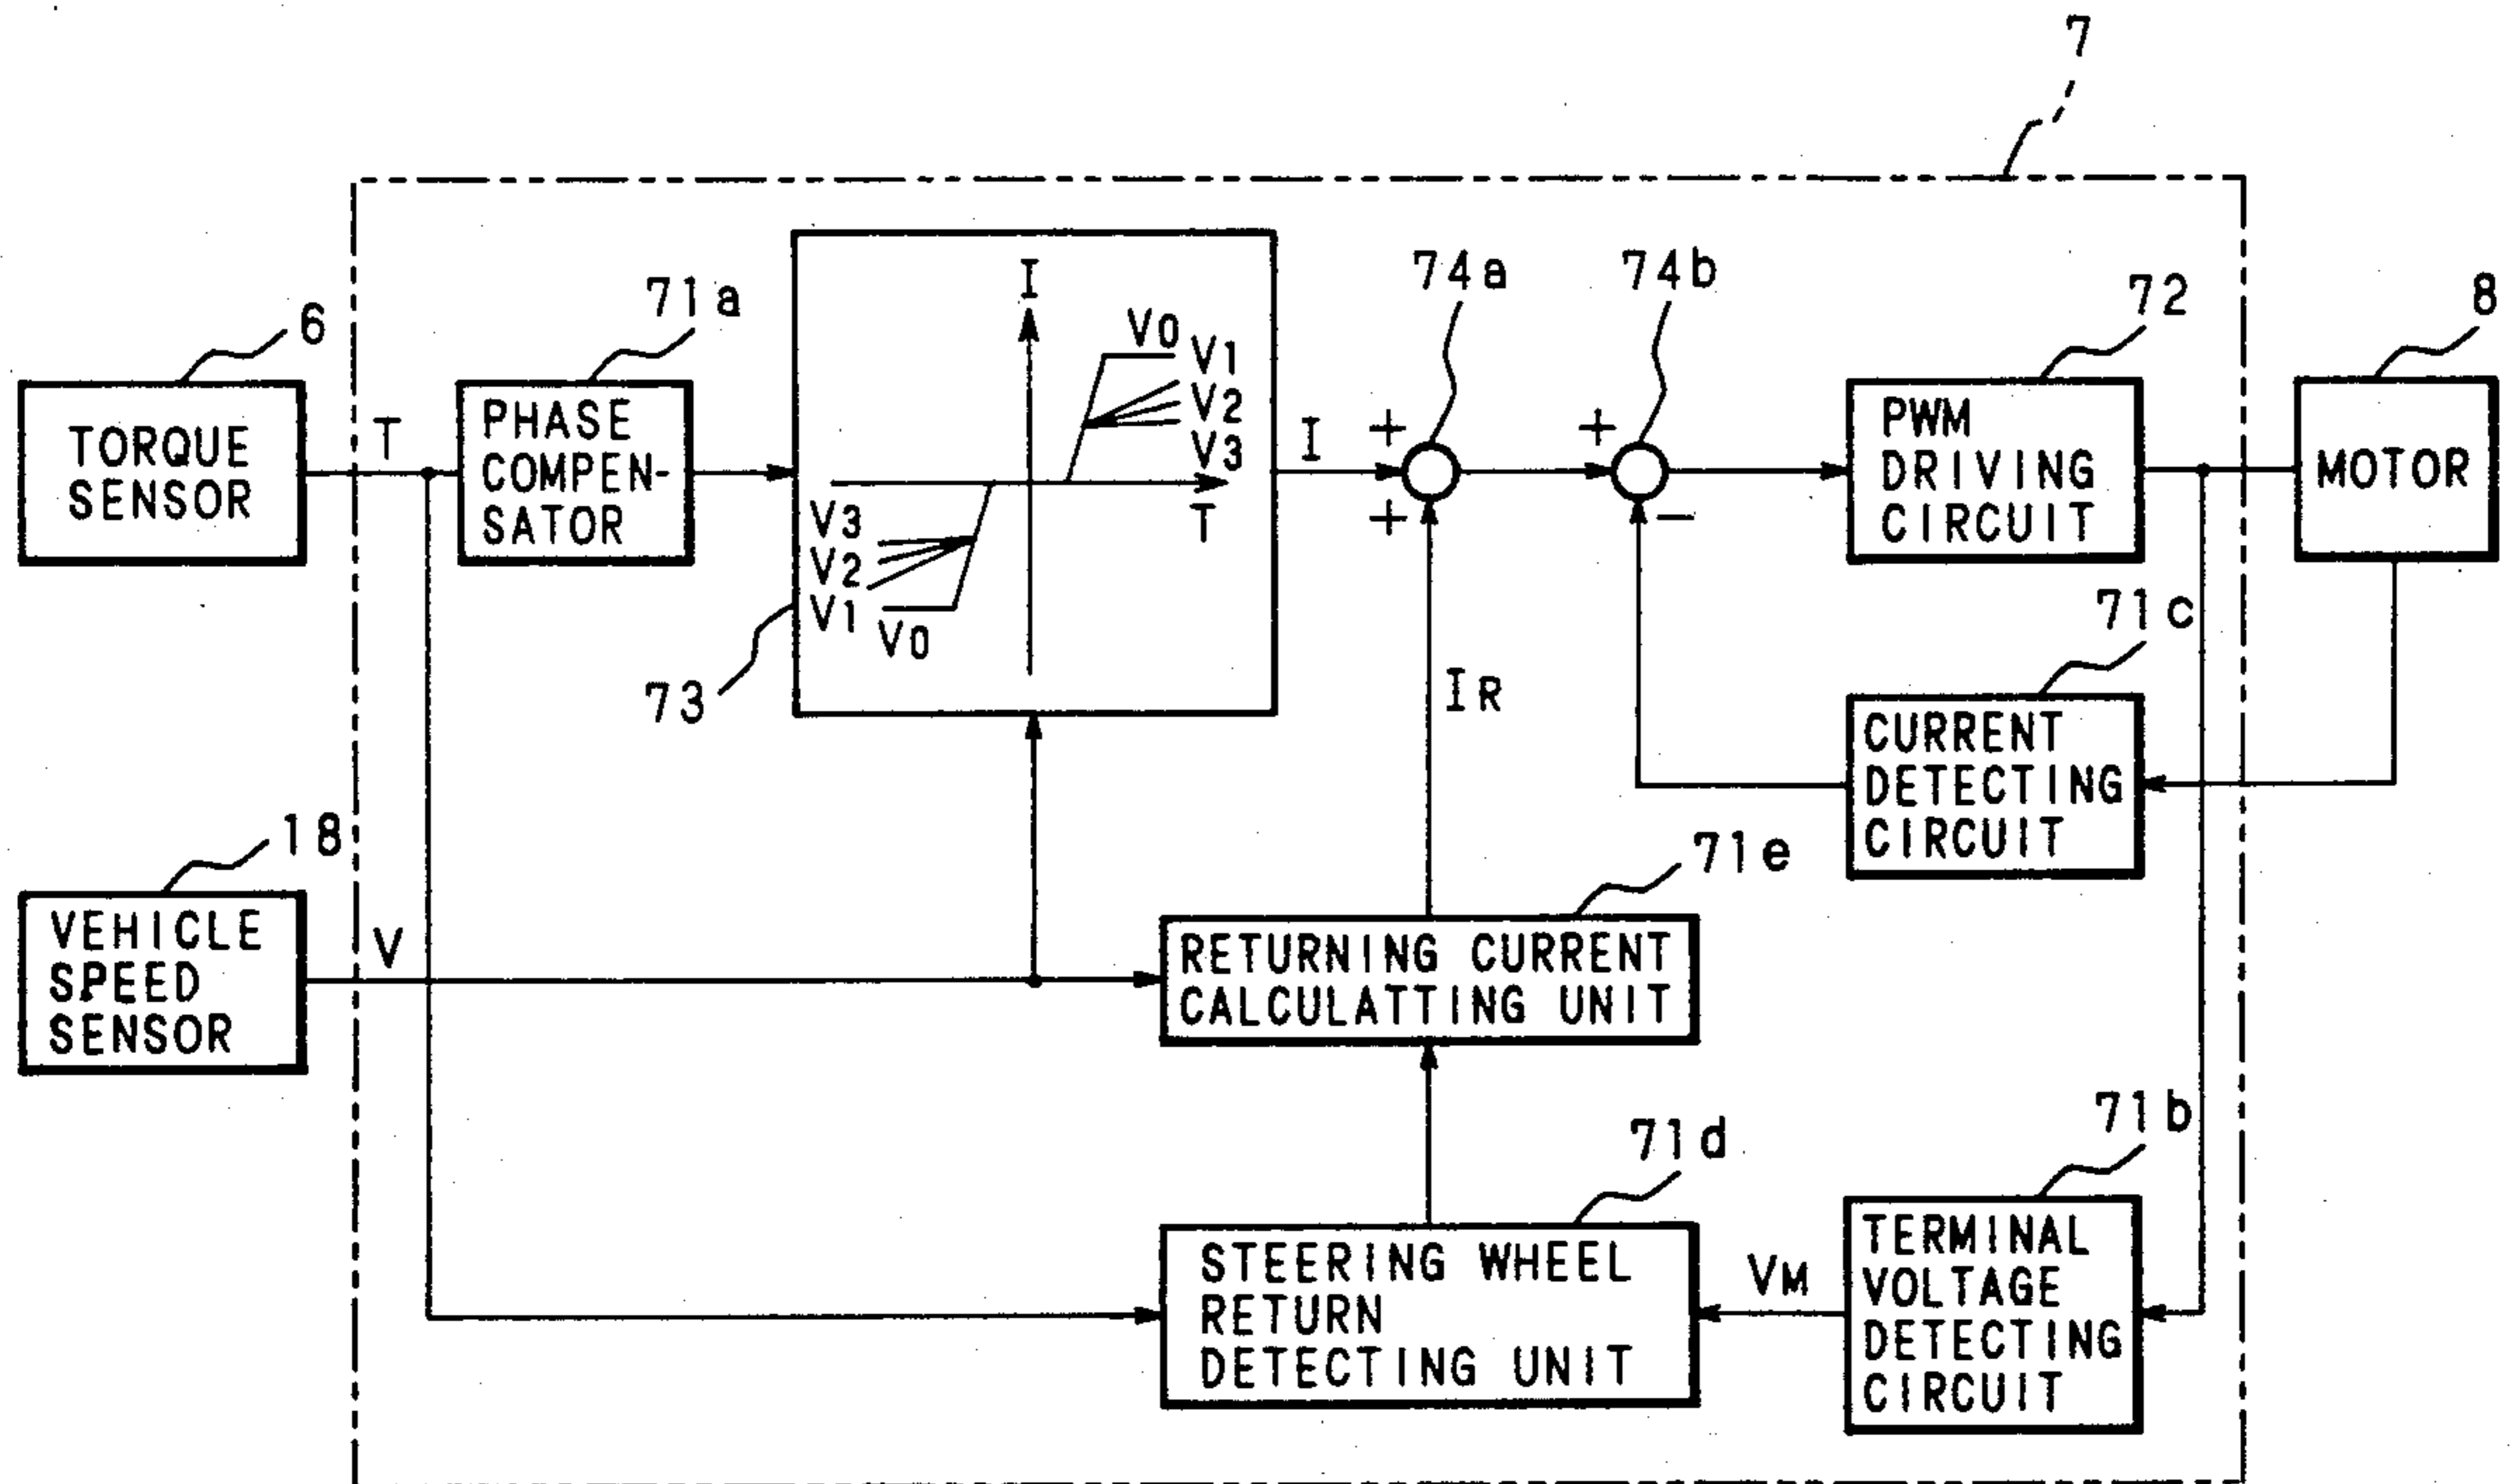 7
6
TORQUE
SENSOR
T
71a
PHASE
COMPEN-
SATOR
I
V0
V1
V2
V3
T
V3
V2
V1
V0
73
I
74a
+
+
74b
+
−
72
PWM
DRIVING
CIRCUIT
8
MOTOR
71c
CURRENT
DETECTING
CIRCUIT
IR
18
VEHICLE
SPEED
SENSOR
V
71e
RETURNING CURRENT
CALCULATTING UNIT
71d
STEERING WHEEL
RETURN
DETECTING UNIT
VM
71b
TERMINAL
VOLTAGE
DETECTING
CIRCUIT